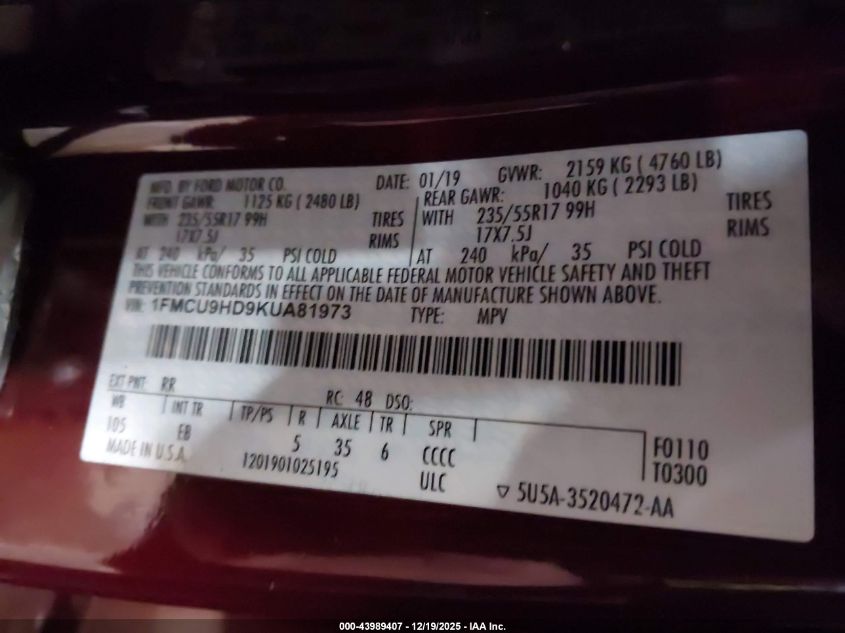 MFD. BY FORD MOTOR CO. DATE: 01/19 GVWR: 2159 KG ( 4760 LB)
FRONT GAWR: 1125 KG ( 2480 LB) REAR GAWR: 1040 KG ( 2293 LB)
WITH 235/55R17 99H TIRES WITH 235/55R17 99H TIRES
17X7.5J RIMS 17X7.5J RIMS
AT 240 kPa/ 35 PSI COLD AT 240 kPa/ 35 PSI COLD
THIS VEHICLE CONFORMS TO ALL APPLICABLE FEDERAL MOTOR VEHICLE SAFETY AND THEFT
PREVENTION STANDARDS IN EFFECT ON THE DATE OF MANUFACTURE SHOWN ABOVE.
VIN: 1FMCU9HD9KUA81973 TYPE: MPV
EXT PNT: RR RC: 48 DSO:
WB INT TR TP/PS R AXLE TR SPR
105 EB 5 35 6 CCCC F0110
MADE IN U.S.A. 1201901025195 ULC T0300
▽ 5U5A-3520472-AA
000-43989407 - 12/19/2025 - IAA Inc.